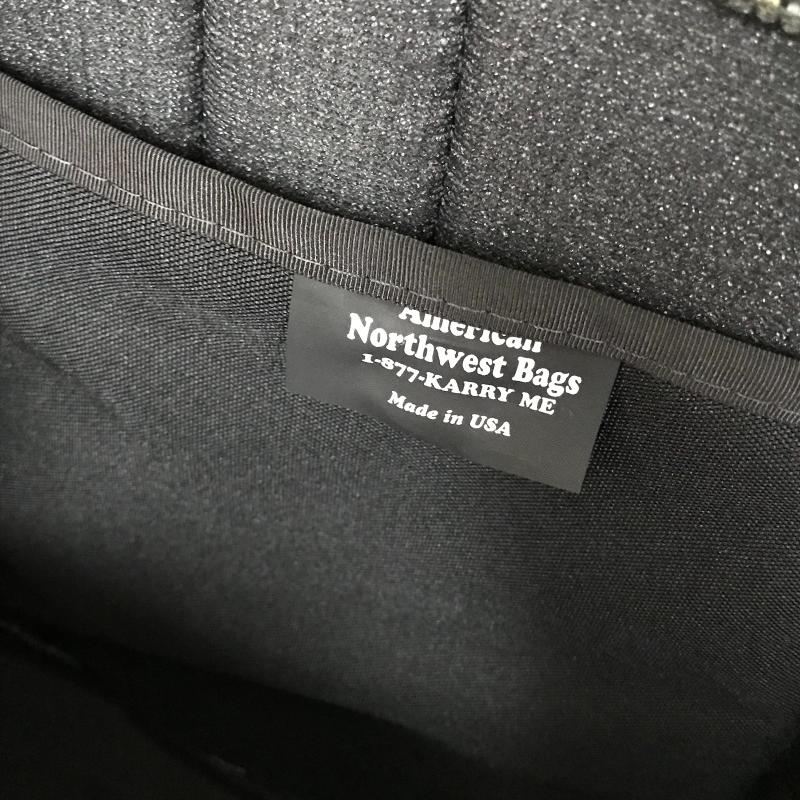 American
Northwest Bags
1-877-KARRY ME
Made in USA